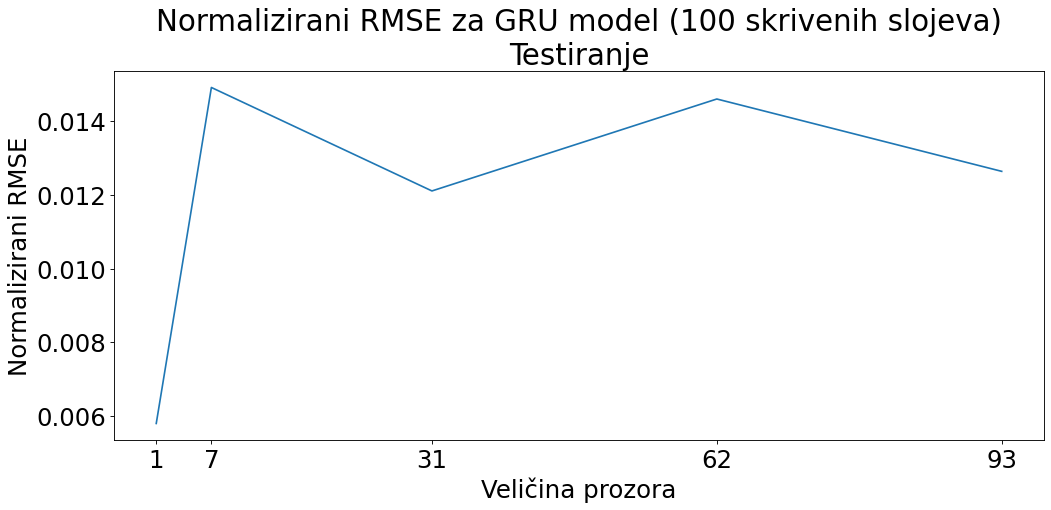 Normalizirani RMSE za GRU model (100 skrivenih slojeva)
Testiranje
Normalizirani RMSE
0.014
0.012
0.010
0.008
0.006
1 7 31 62 93
Veličina prozora